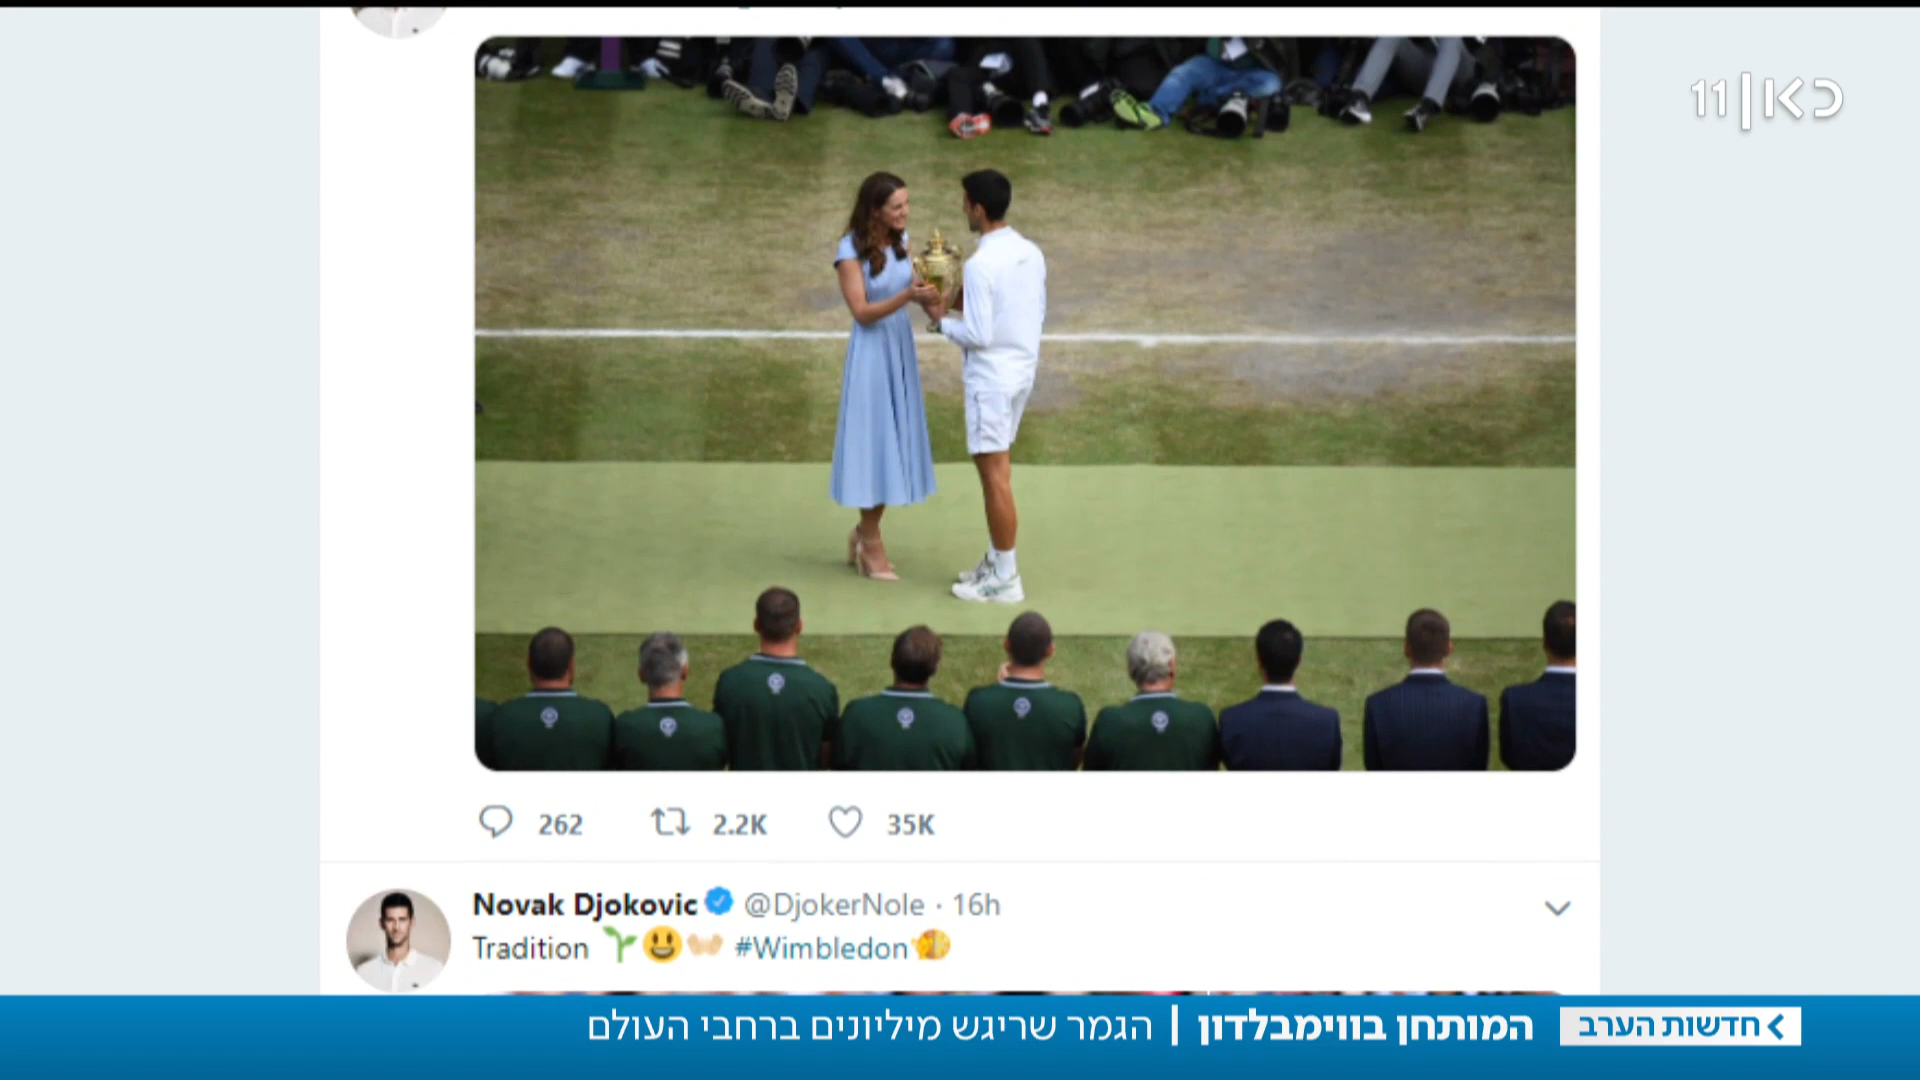 כאן 11
262 2.2K 35K
Novak Djokovic @DjokerNole · 16h
Tradition #Wimbledon
חדשות הערב
המותחן בווימבלדון | הגמר שריגש מיליונים ברחבי העולם